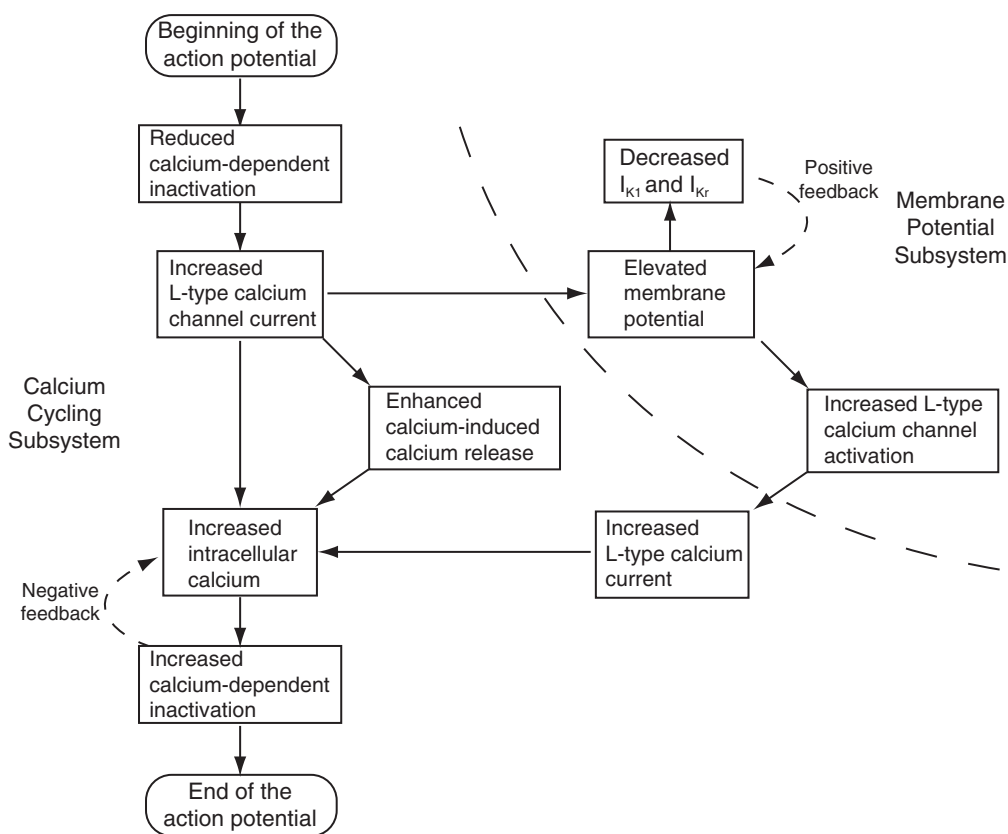 Beginning of the
action potential
Reduced
calcium-dependent
inactivation
Decreased
I_K1 and I_Kr
Positive
feedback
Membrane
Potential
Subsystem
Increased
L-type calcium
channel current
Elevated
membrane
potential
Calcium
Cycling
Subsystem
Enhanced
calcium-induced
calcium release
Increased L-type
calcium channel
activation
Increased
intracellular
calcium
Increased
L-type calcium
current
Negative
feedback
Increased
calcium-dependent
inactivation
End of the
action potential